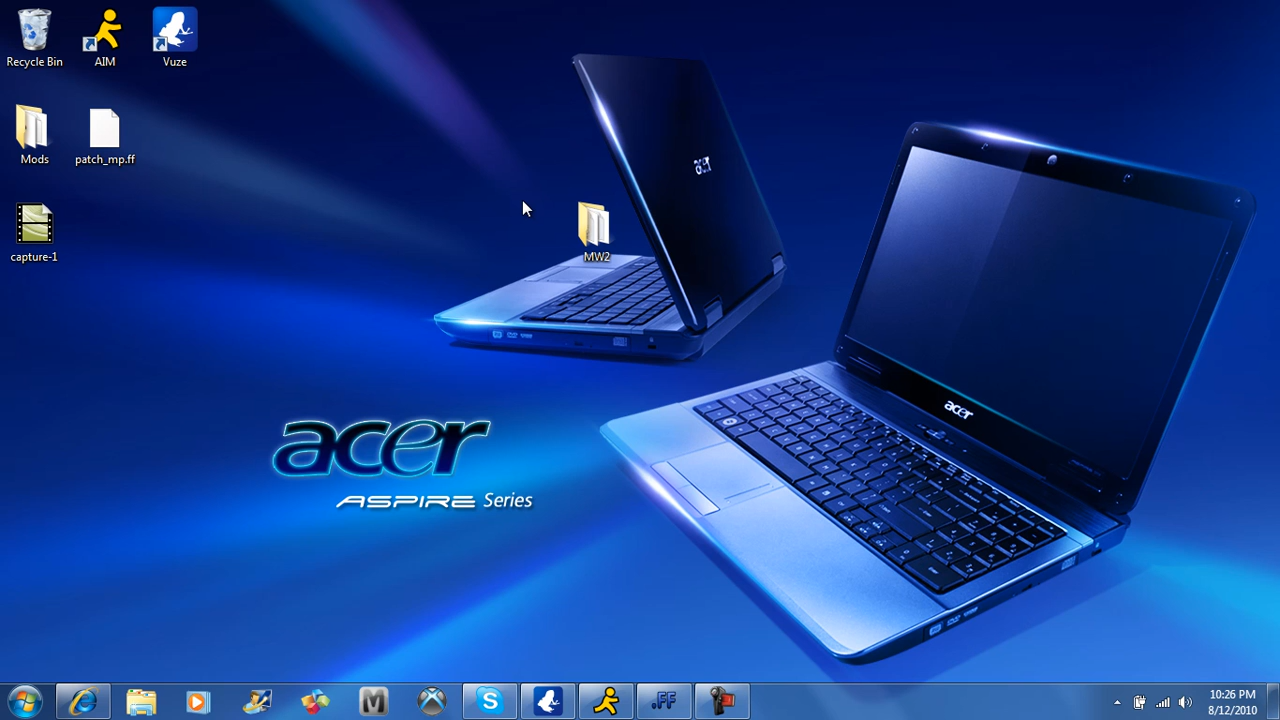 Recycle Bin
AIM
Vuze
Mods
patch_mp.ff
capture-1
MW2
acer
acer
acer
ASPIRE Series
.FF
10:26 PM
8/12/2010